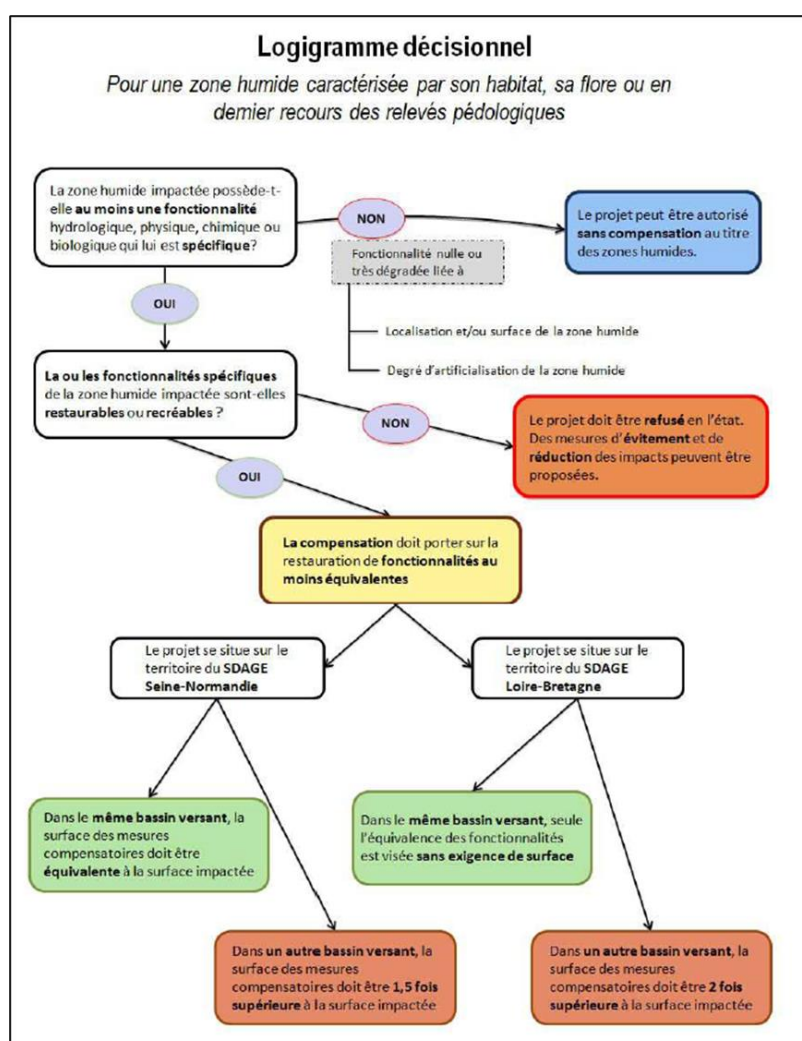 Logigramme décisionnel
Pour une zone humide caractérisée par son habitat, sa flore ou en
dernier recours des relevés pédologiques
La zone humide impactée possède-t-
elle au moins une fonctionnalité
hydrologique, physique, chimique ou
biologique qui lui est spécifique?
NON
Le projet peut être autorisé
sans compensation au titre
des zones humides.
Fonctionnalité nulle ou
très dégradée liée à
OUI
Localisation et/ou surface de la zone humide
Degré d'artificialisation de la zone humide
La ou les fonctionnalités spécifiques
de la zone humide impactée sont-elles
restaurables ou recréables ?
NON
Le projet doit être refusé en l'état.
Des mesures d'évitement et de
réduction des impacts peuvent être
proposées.
OUI
La compensation doit porter sur la
restauration de fonctionnalités au
moins équivalentes
Le projet se situe sur le
territoire du SDAGE
Seine-Normandie
Le projet se situe sur le
territoire du SDAGE
Loire-Bretagne
Dans le même bassin versant, la
surface des mesures
compensatoires doit être
équivalente à la surface impactée
Dans le même bassin versant, seule
l'équivalence des fonctionnalités
est visée sans exigence de surface
Dans un autre bassin versant, la
surface des mesures
compensatoires doit être 1,5 fois
supérieure à la surface impactée
Dans un autre bassin versant, la
surface des mesures
compensatoires doit être 2 fois
supérieure à la surface impactée